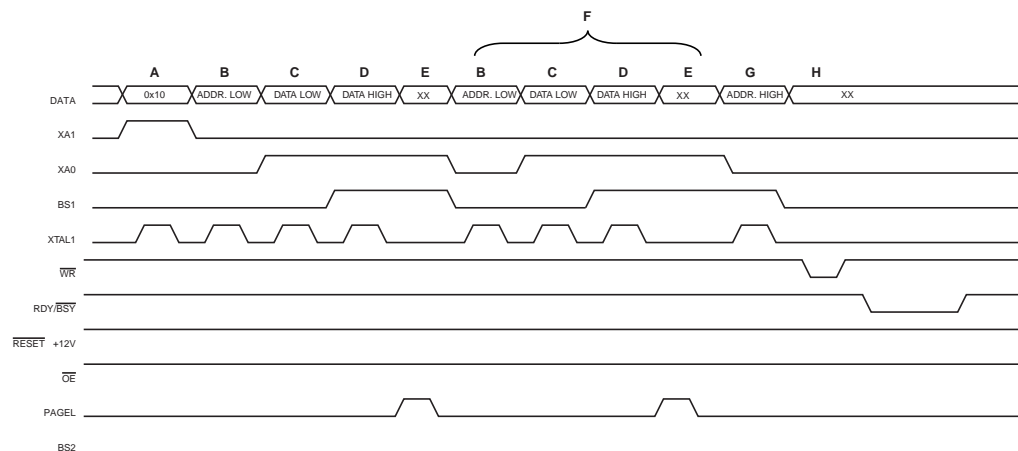 F
A B C D E B C D E G H
DATA 0x10 ADDR. LOW DATA LOW DATA HIGH XX ADDR. LOW DATA LOW DATA HIGH XX ADDR. HIGH XX
XA1
XA0
BS1
XTAL1
WR
RDY/BSY
RESET +12V
OE
PAGEL
BS2